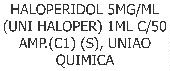 HALOPERIDOL 5MG/ML
(UNI HALOPER) 1ML C/50
AMP.(C1) (S), UNIAO
QUIMICA